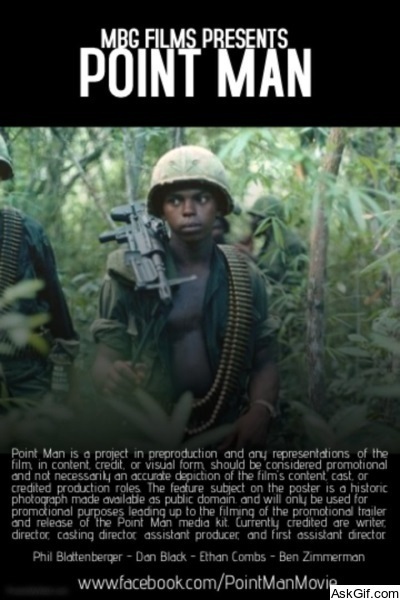 MBG FILMS PRESENTS
POINT MAN
Point Man is a project in preproduction and any representations of the
film, in content, credit, or visual form, should be considered promotional
and not necessarily an accurate depiction of the film's content, cast, or
credited production roles. The feature subject on the poster is a historic
photograph made available as public domain and will only be used for
promotional purposes leading up to the filming of the promotional trailer
and release of the Point Man media kit. Currently credited are writer,
director, casting director, assistant producer, and first assistant director.
Phil Blattenberger - Dan Black - Ethan Combs - Ben Zimmerman
www.facebook.com/PointManMovie
AskGif.com